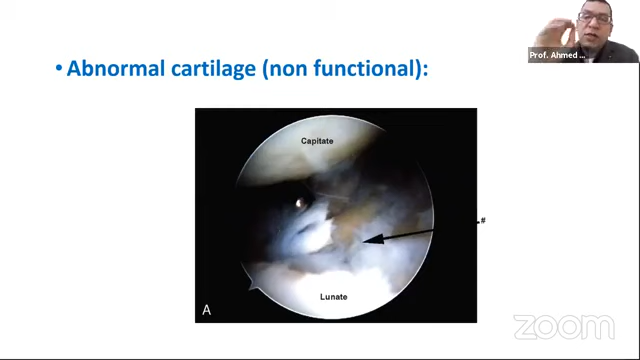 Prof. Ahmed ...
• Abnormal cartilage (non functional):
Capitate
#
Lunate
A
zoom